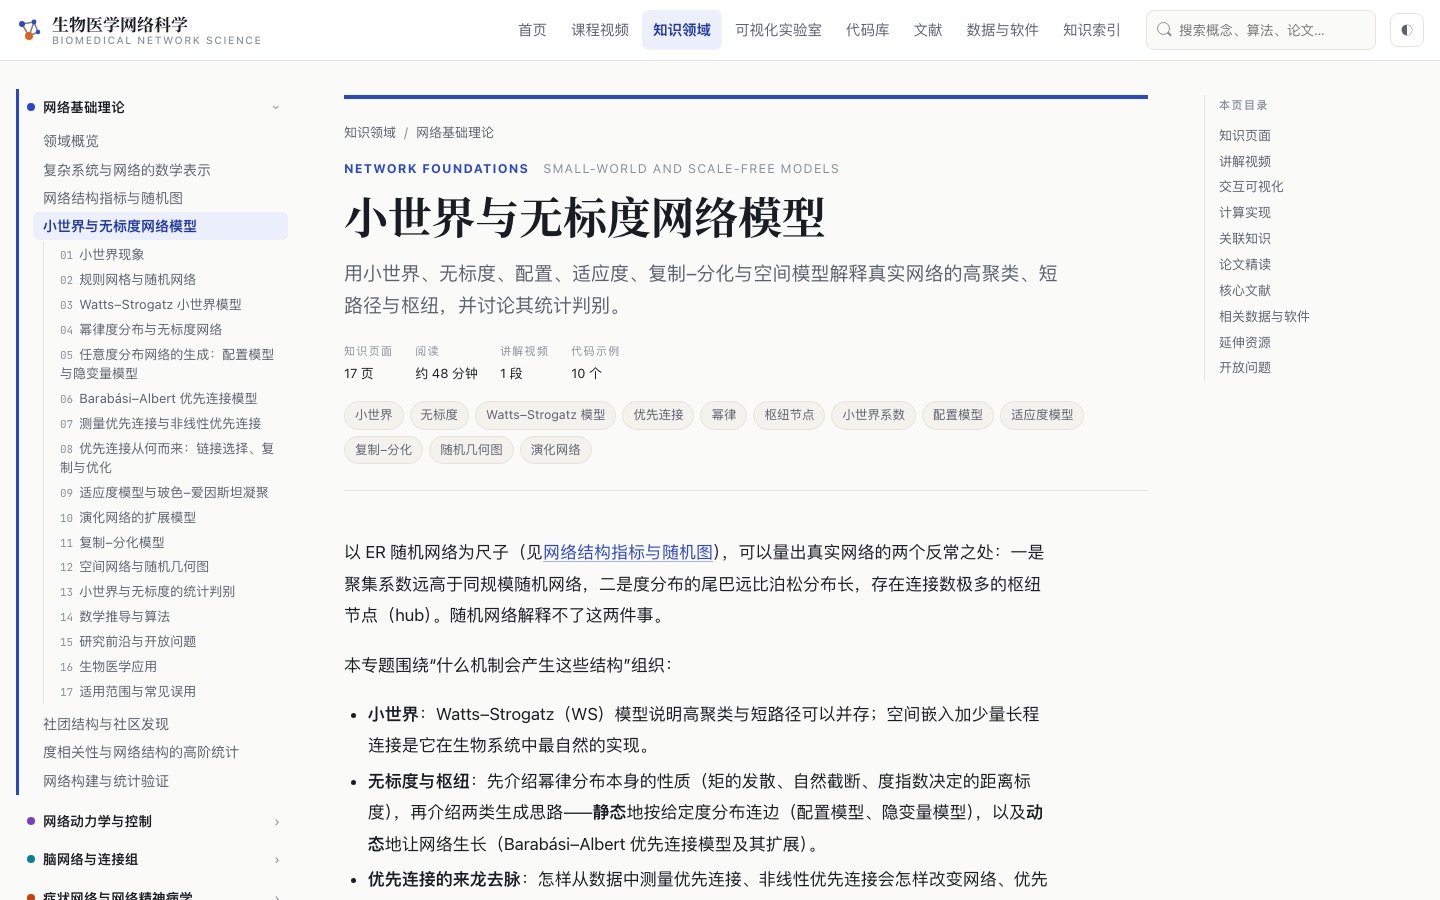 生物医学网络科学
BIOMEDICAL NETWORK SCIENCE
首页
课程视频
知识领域
可视化实验室
代码库
文献
数据与软件
知识索引
搜索概念、算法、论文...
网络基础理论
领域概览
复杂系统与网络的数学表示
网络结构指标与随机图
小世界与无标度网络模型
01 小世界现象
02 规则网格与随机网络
03 Watts–Strogatz 小世界模型
04 幂律度分布与无标度网络
05 任意度分布网络的生成：配置模型
与隐变量模型
06 Barabási–Albert 优先连接模型
07 测量优先连接与非线性优先连接
08 优先连接从何而来：链接选择、复
制与优化
09 适应度模型与玻色–爱因斯坦凝聚
10 演化网络的扩展模型
11 复制–分化模型
12 空间网络与随机几何图
13 小世界与无标度的统计判别
14 数学推导与算法
15 研究前沿与开放问题
16 生物医学应用
17 适用范围与常见误用
社团结构与社区发现
度相关性与网络结构的高阶统计
网络构建与统计验证
网络动力学与控制
脑网络与连接组
症状网络与网络精神病学
知识领域 / 网络基础理论
NETWORK FOUNDATIONS SMALL-WORLD AND SCALE-FREE MODELS
小世界与无标度网络模型
用小世界、无标度、配置、适应度、复制–分化与空间模型解释真实网络的高聚类、短
路径与枢纽，并讨论其统计判别。
知识页面 阅读 讲解视频 代码示例
17 页 约 48 分钟 1 段 10 个
小世界 无标度 Watts–Strogatz 模型 优先连接 幂律 枢纽节点 小世界系数 配置模型 适应度模型
复制–分化 随机几何图 演化网络
以 ER 随机网络为尺子（见网络结构指标与随机图），可以量出真实网络的两个反常之处：一是
聚集系数远高于同规模随机网络，二是度分布的尾巴远比泊松分布长，存在连接数极多的枢纽
节点（hub）。随机网络解释不了这两件事。
本专题围绕“什么机制会产生这些结构”组织：
• 小世界：Watts–Strogatz（WS）模型说明高聚类与短路径可以并存；空间嵌入加少量长程
连接是它在生物系统中最自然的实现。
• 无标度与枢纽：先介绍幂律分布本身的性质（矩的发散、自然截断、度指数决定的距离标
度），再介绍两类生成思路——静态地按给定度分布连边（配置模型、隐变量模型），以及动
态地让网络生长（Barabási–Albert 优先连接模型及其扩展）。
• 优先连接的来龙去脉：怎样从数据中测量优先连接、非线性优先连接会怎样改变网络、优先
本页目录
知识页面
讲解视频
交互可视化
计算实现
关联知识
论文精读
核心文献
相关数据与软件
延伸资源
开放问题